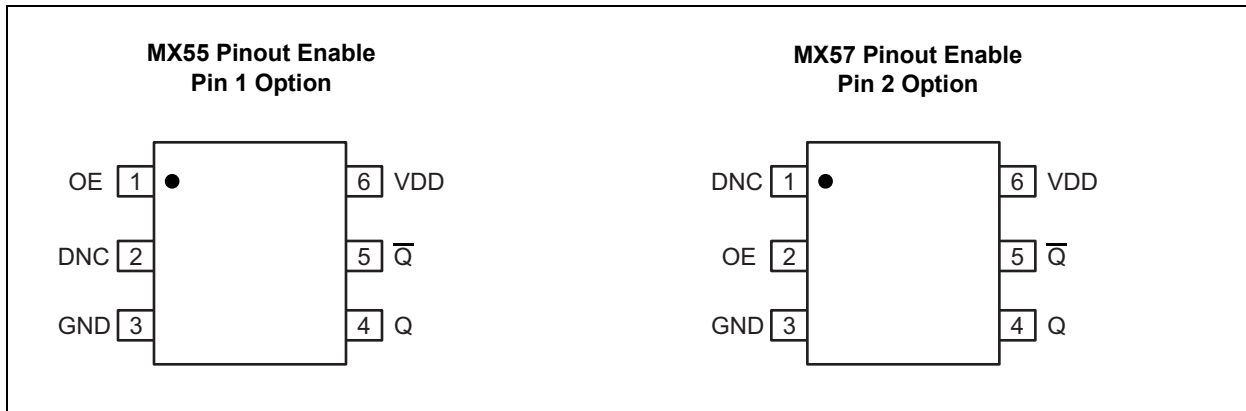 MX55 Pinout Enable
Pin 1 Option
OE 1 6 VDD
DNC 2 5 Q̅
GND 3 4 Q
MX57 Pinout Enable
Pin 2 Option
DNC 1 6 VDD
OE 2 5 Q̅
GND 3 4 Q